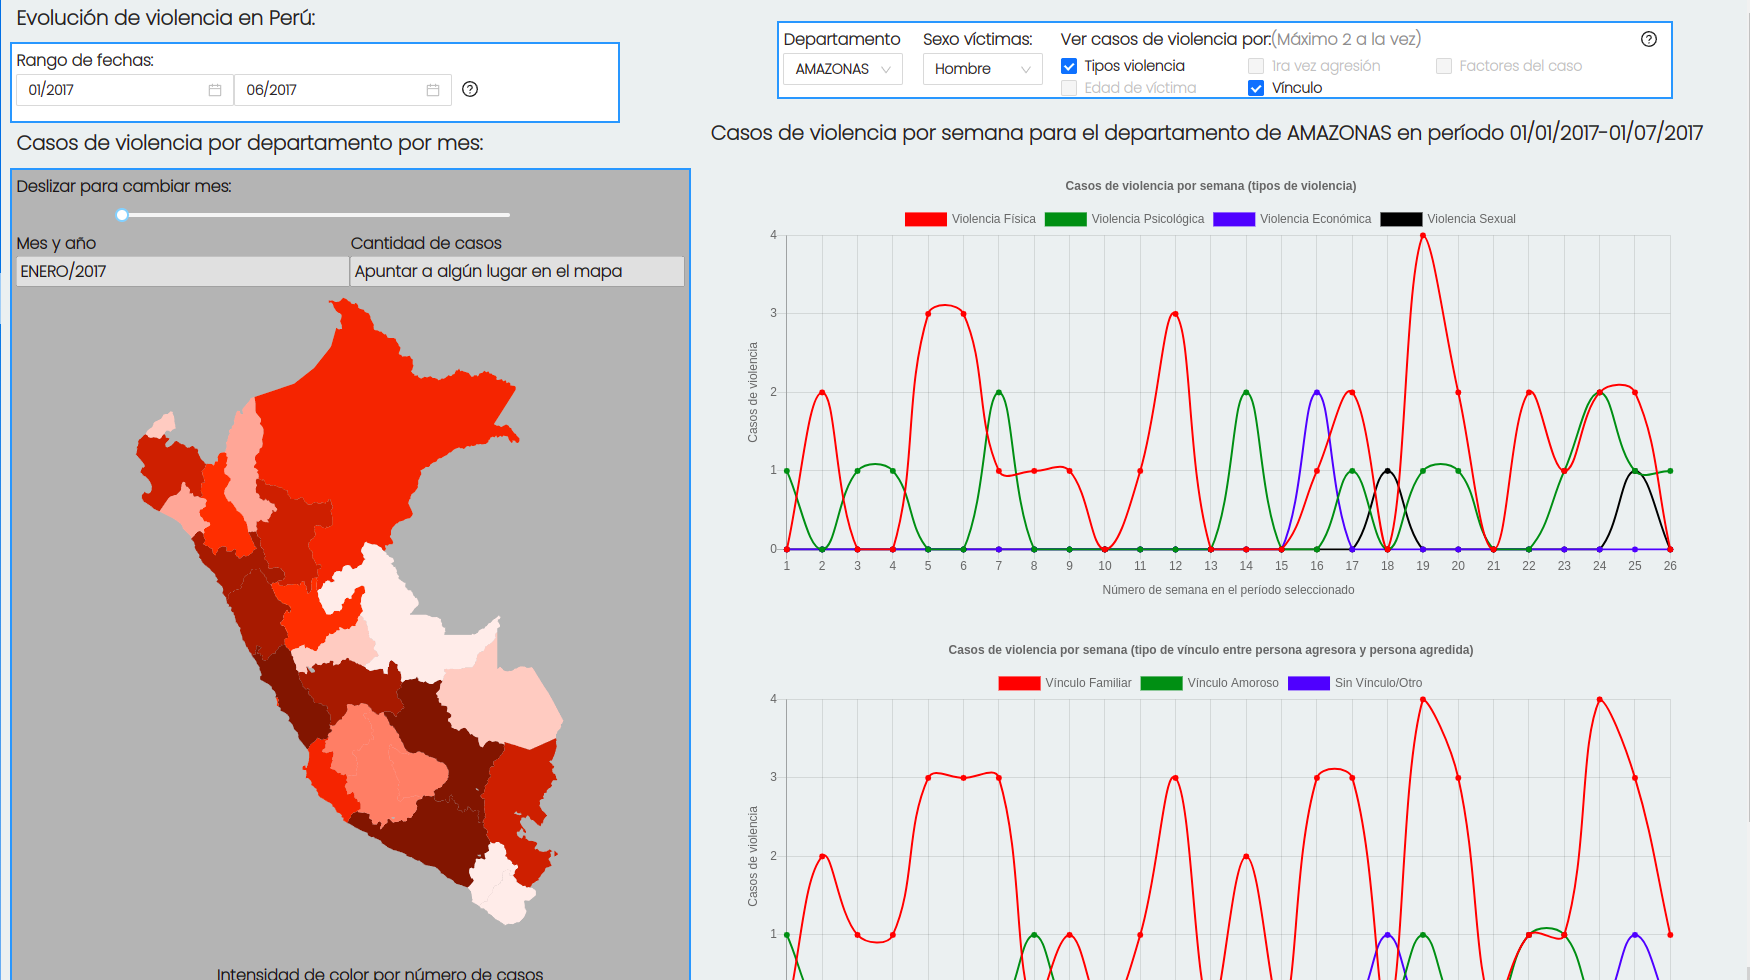 Evolución de violencia en Perú:
Rango de fechas:
01/2017
06/2017
Casos de violencia por departamento por mes:
Deslizar para cambiar mes:
Mes y año
Cantidad de casos
ENERO/2017
Apuntar a algún lugar en el mapa
Intensidad de color por número de casos
Departamento
AMAZONAS
Sexo víctimas:
Hombre
Ver casos de violencia por:(Máximo 2 a la vez)
Tipos violencia
1ra vez agresión
Factores del caso
Edad de víctima
Vínculo
Casos de violencia por semana para el departamento de AMAZONAS en período 01/01/2017-01/07/2017
Casos de violencia por semana (tipos de violencia)
Violencia Física
Violencia Psicológica
Violencia Económica
Violencia Sexual
Casos de violencia
4
3
2
1
0
1 2 3 4 5 6 7 8 9 10 11 12 13 14 15 16 17 18 19 20 21 22 23 24 25 26
Número de semana en el período seleccionado
Casos de violencia por semana (tipo de vínculo entre persona agresora y persona agredida)
Vínculo Familiar
Vínculo Amoroso
Sin Vínculo/Otro
Casos de violencia
4
3
2
1